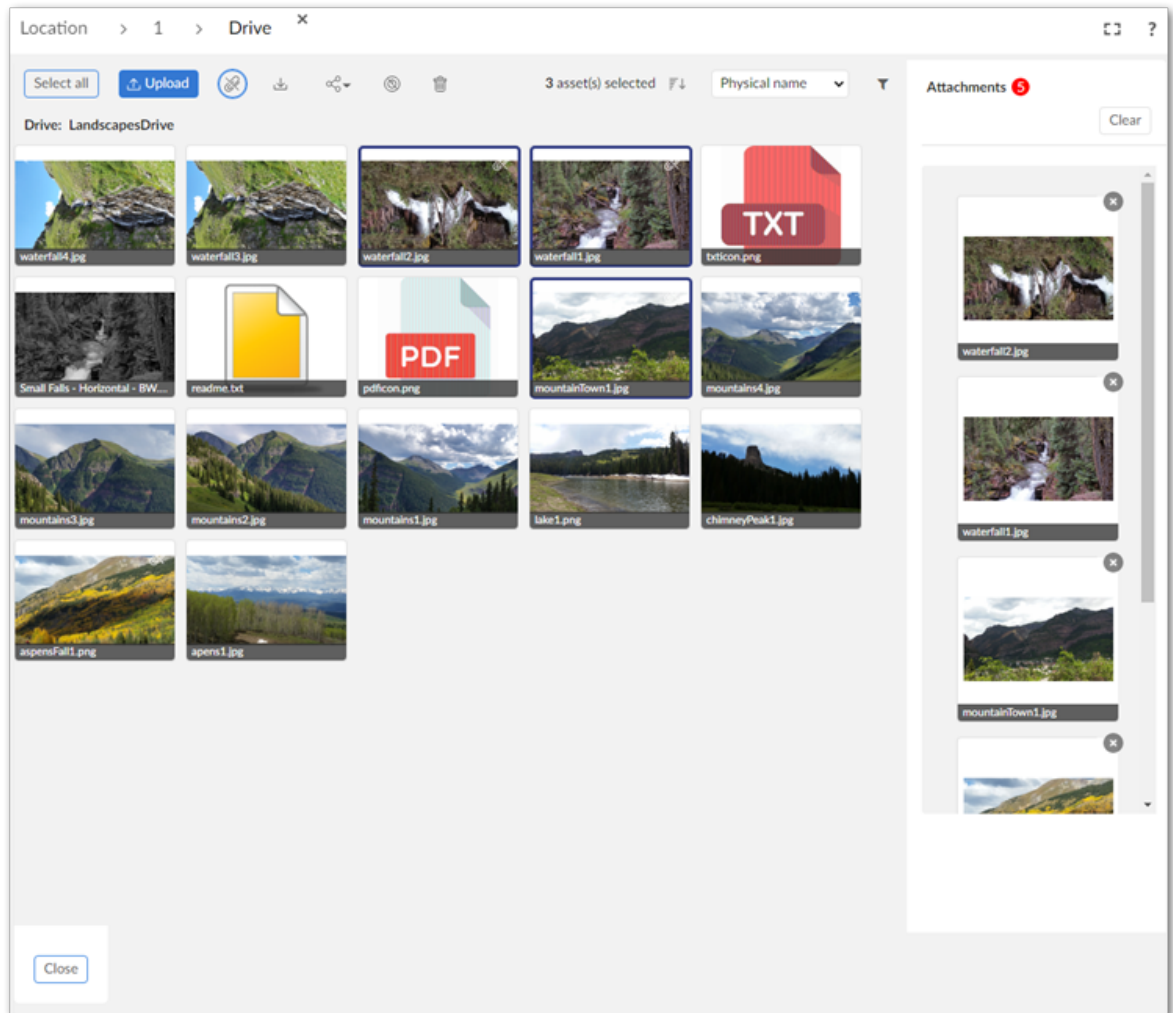 Location > 1 > Drive ×
?
Select all Upload 3 asset(s) selected Physical name
Attachments 5
Clear
Drive: LandscapesDrive
waterfall4.jpg waterfall3.jpg waterfall2.jpg waterfall1.jpg TXT txticon.png
Small Falls - Horizontal - BW.... readme.txt PDF pdficon.png mountainTown1.jpg mountains4.jpg
mountains3.jpg mountains2.jpg mountains1.jpg lake1.png chimneyPeak1.jpg
aspensFall1.png apens1.jpg
waterfall2.jpg
waterfall1.jpg
mountainTown1.jpg
Close